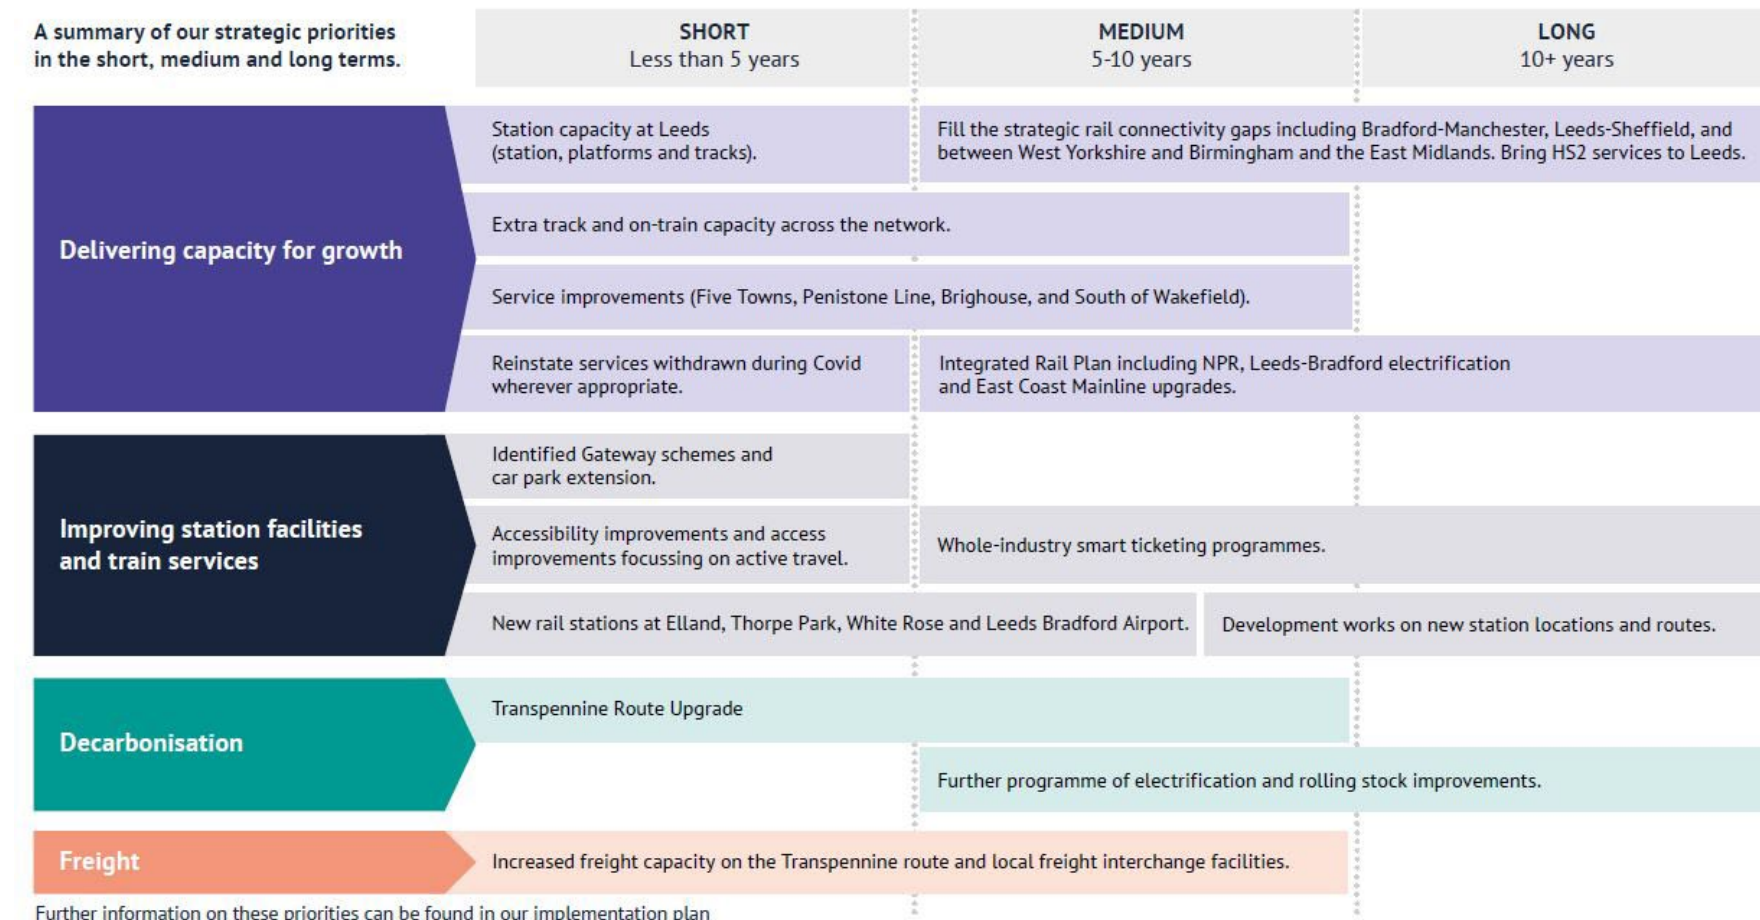 A summary of our strategic priorities
in the short, medium and long terms.
SHORT
Less than 5 years
MEDIUM
5-10 years
LONG
10+ years
Delivering capacity for growth
Station capacity at Leeds
(station, platforms and tracks).
Fill the strategic rail connectivity gaps including Bradford-Manchester, Leeds-Sheffield, and
between West Yorkshire and Birmingham and the East Midlands. Bring HS2 services to Leeds.
Extra track and on-train capacity across the network.
Service improvements (Five Towns, Penistone Line, Brighouse, and South of Wakefield).
Reinstate services withdrawn during Covid
wherever appropriate.
Integrated Rail Plan including NPR, Leeds-Bradford electrification
and East Coast Mainline upgrades.
Improving station facilities
and train services
Identified Gateway schemes and
car park extension.
Accessibility improvements and access
improvements focussing on active travel.
Whole-industry smart ticketing programmes.
New rail stations at Elland, Thorpe Park, White Rose and Leeds Bradford Airport.
Development works on new station locations and routes.
Decarbonisation
Transpennine Route Upgrade
Further programme of electrification and rolling stock improvements.
Freight
Increased freight capacity on the Transpennine route and local freight interchange facilities.
Further information on these priorities can be found in our implementation plan